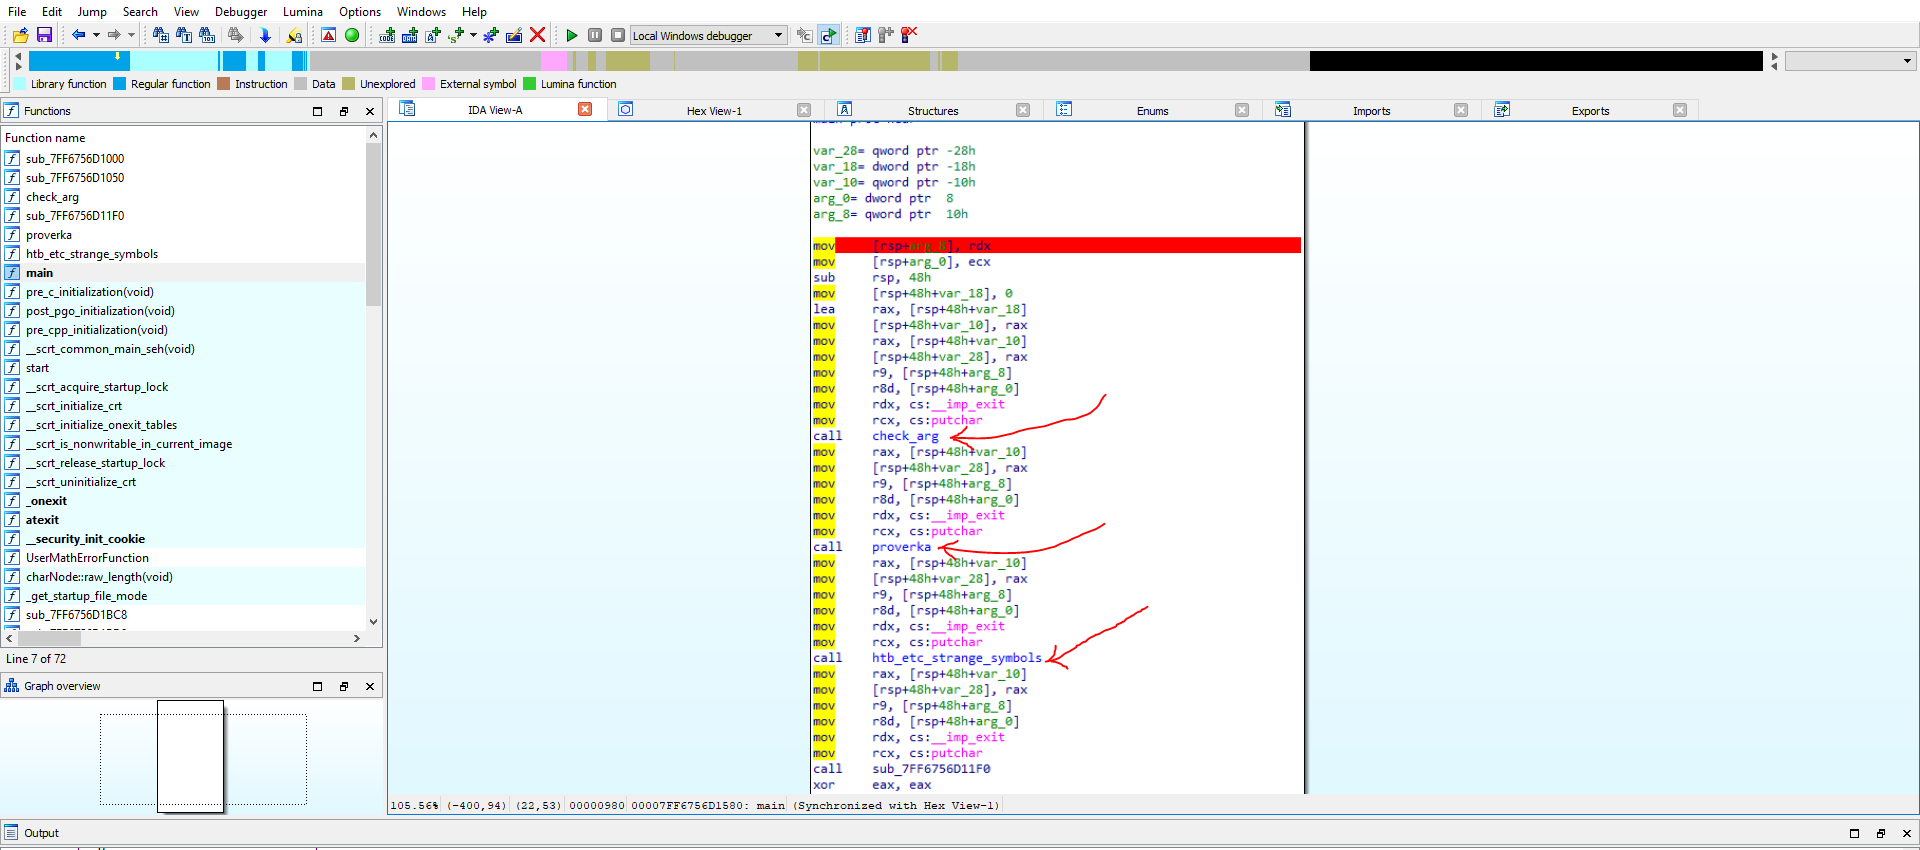 File Edit Jump Search View Debugger Lumina Options Windows Help
Local Windows debugger
Library function Regular function Instruction Data Unexplored External symbol Lumina function
Functions
IDA View-A Hex View-1 Structures Enums Imports Exports
Function name
sub_7FF6756D1000
sub_7FF6756D1050
check_arg
sub_7FF6756D11F0
proverka
htb_etc_strange_symbols
main
pre_c_initialization(void)
post_pgo_initialization(void)
pre_cpp_initialization(void)
__scrt_common_main_seh(void)
start
__scrt_acquire_startup_lock
__scrt_initialize_crt
__scrt_initialize_onexit_tables
__scrt_is_nonwritable_in_current_image
__scrt_release_startup_lock
__scrt_uninitialize_crt
_onexit
atexit
__security_init_cookie
UserMathErrorFunction
charNode::raw_length(void)
_get_startup_file_mode
sub_7FF6756D1BC8
Line 7 of 72
Graph overview
var_28= qword ptr -28h
var_18= dword ptr -18h
var_10= qword ptr -10h
arg_0= dword ptr  8
arg_8= qword ptr  10h
mov [rsp+arg_8], rdx
mov [rsp+arg_0], ecx
sub rsp, 48h
mov [rsp+48h+var_18], 0
lea rax, [rsp+48h+var_18]
mov [rsp+48h+var_10], rax
mov rax, [rsp+48h+var_10]
mov [rsp+48h+var_28], rax
mov r9, [rsp+48h+arg_8]
mov r8d, [rsp+48h+arg_0]
mov rdx, cs:__imp_exit
mov rcx, cs:putchar
call check_arg
mov rax, [rsp+48h+var_10]
mov [rsp+48h+var_28], rax
mov r9, [rsp+48h+arg_8]
mov r8d, [rsp+48h+arg_0]
mov rdx, cs:__imp_exit
mov rcx, cs:putchar
call proverka
mov rax, [rsp+48h+var_10]
mov [rsp+48h+var_28], rax
mov r9, [rsp+48h+arg_8]
mov r8d, [rsp+48h+arg_0]
mov rdx, cs:__imp_exit
mov rcx, cs:putchar
call htb_etc_strange_symbols
mov rax, [rsp+48h+var_10]
mov [rsp+48h+var_28], rax
mov r9, [rsp+48h+arg_8]
mov r8d, [rsp+48h+arg_0]
mov rdx, cs:__imp_exit
mov rcx, cs:putchar
call sub_7FF6756D11F0
xor eax, eax
105.56% (-400,94) (22,53) 00000980 00007FF6756D1580: main (Synchronized with Hex View-1)
Output